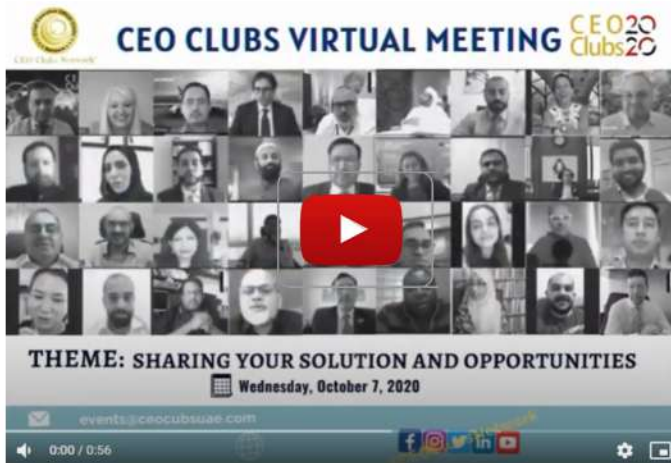 CEO CLUBS VIRTUAL MEETING
CEO 2020
Clubs
CEO Clubs Network
THEME: SHARING YOUR SOLUTION AND OPPORTUNITIES
Wednesday, October 7, 2020
events@ceocubsuae.com
0:00 / 0:56